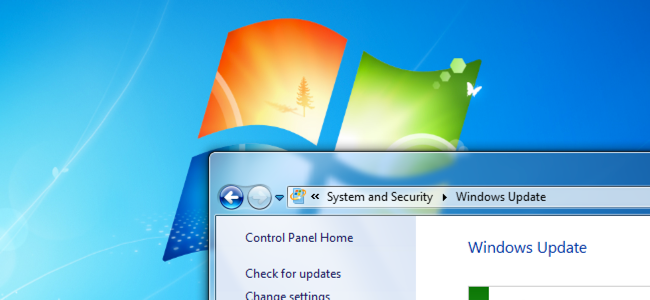 « System and Security ▸ Windows Update
Control Panel Home
Windows Update
Check for updates
Change settings